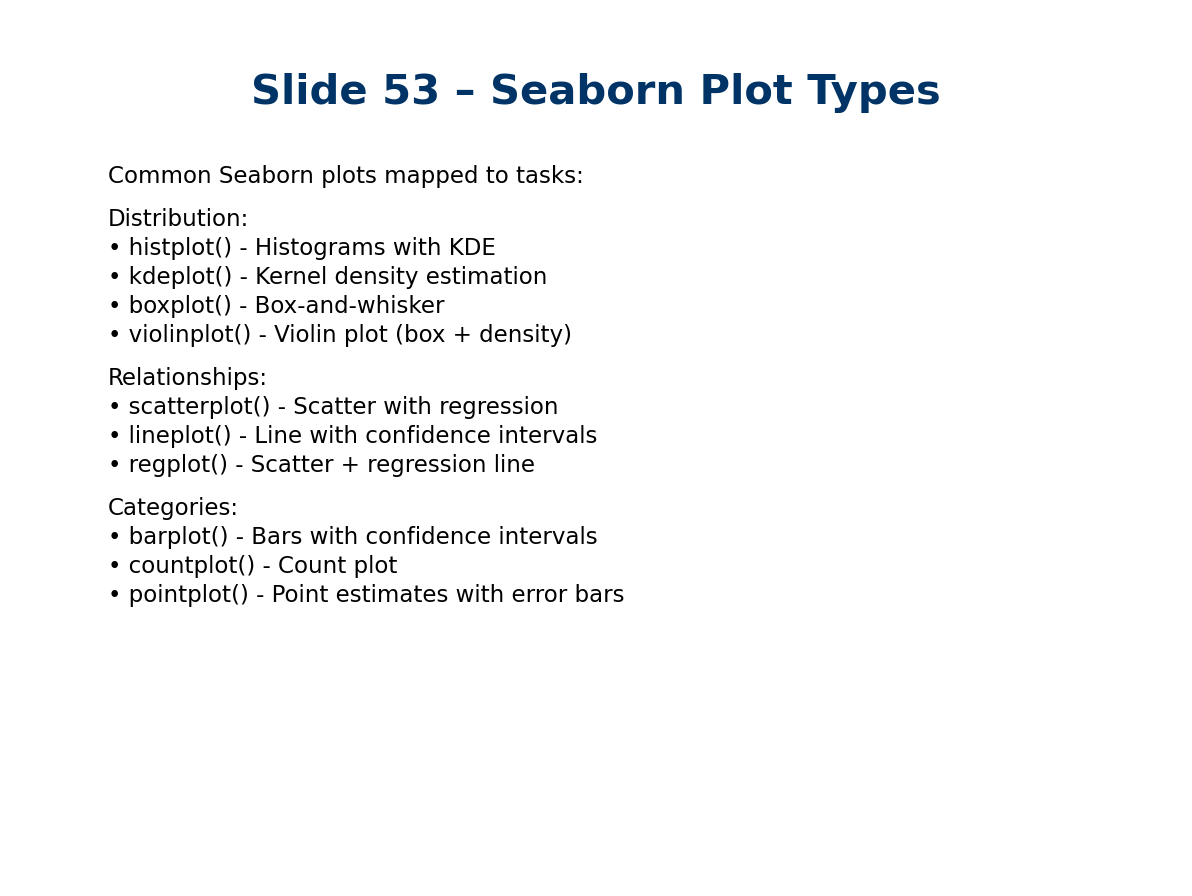 Slide 53 – Seaborn Plot Types
Common Seaborn plots mapped to tasks:
Distribution:
• histplot() - Histograms with KDE
• kdeplot() - Kernel density estimation
• boxplot() - Box-and-whisker
• violinplot() - Violin plot (box + density)
Relationships:
• scatterplot() - Scatter with regression
• lineplot() - Line with confidence intervals
• regplot() - Scatter + regression line
Categories:
• barplot() - Bars with confidence intervals
• countplot() - Count plot
• pointplot() - Point estimates with error bars